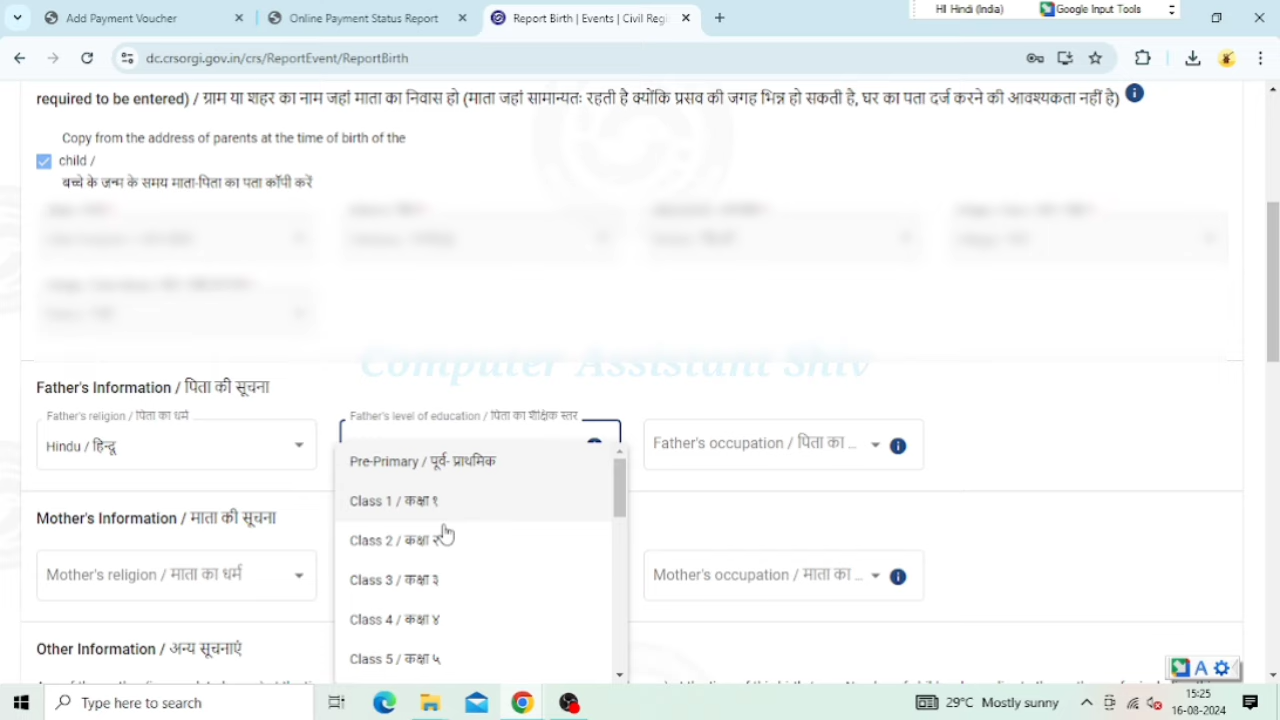 Add Payment Voucher
Online Payment Status Report
Report Birth | Events | Civil Regi
HI Hindi (India)
Google Input Tools
dc.crsorgi.gov.in/crs/ReportEvent/ReportBirth
required to be entered) / ग्राम या शहर का नाम जहां माता का निवास हो (माता जहां सामान्यतः रहती है क्योंकि प्रसव की जगह भिन्न हो सकती है, घर का पता दर्ज करने की आवश्यकता नहीं है)
Copy from the address of parents at the time of birth of the
child /
बच्चे के जन्म के समय माता-पिता का पता कॉपी करें
Computer Assistant Shiv
Father's Information / पिता की सूचना
Father's religion / पिता का धर्म
Father's level of education / पिता का शैक्षिक स्तर
Hindu / हिन्दू
Father's occupation / पिता का ...
Pre-Primary / पूर्व- प्राथमिक
Class 1 / कक्षा १
Mother's Information / माता की सूचना
Class 2 / कक्षा २
Mother's religion / माता का धर्म
Mother's occupation / माता का ...
Class 3 / कक्षा ३
Class 4 / कक्षा ४
Other Information / अन्य सूचनाएं
Class 5 / कक्षा ५
Type here to search
29°C Mostly sunny
15:25
16-08-2024